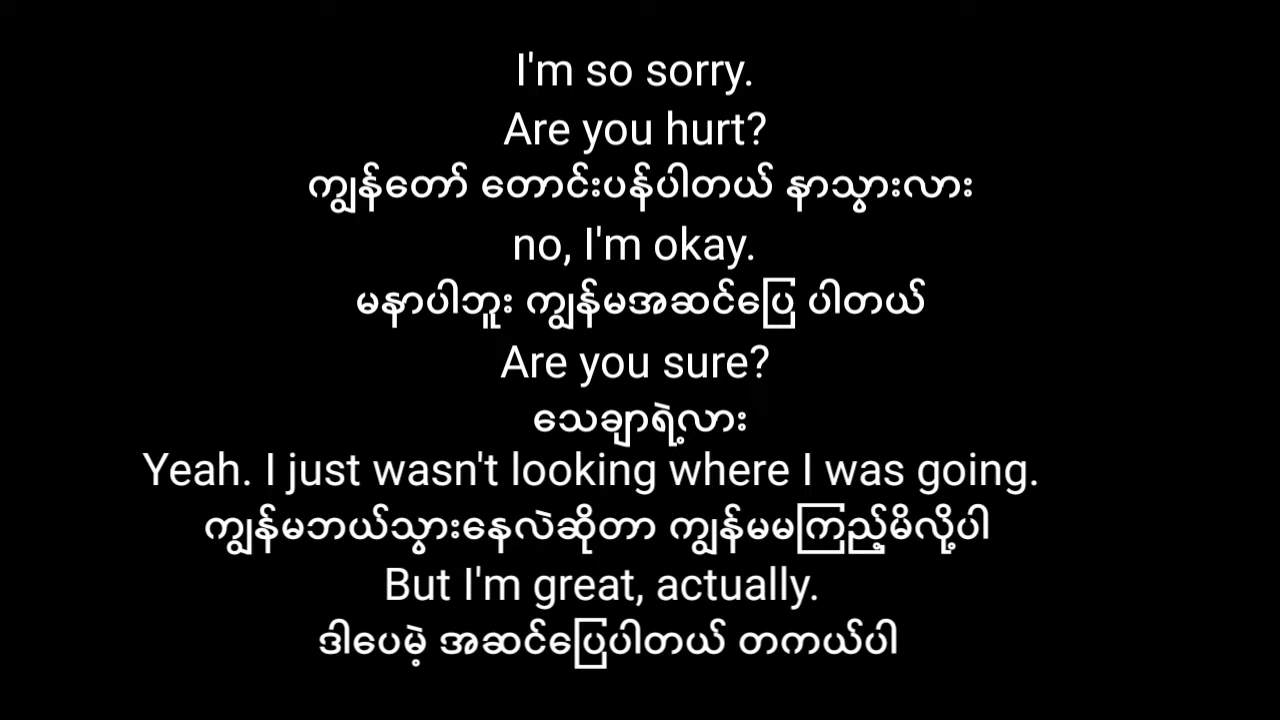 I'm so sorry.
Are you hurt?
ကျွန်တော် တောင်းပန်ပါတယ် နာသွားလား
no, I'm okay.
မနာပါဘူး ကျွန်မအဆင်ပြေ ပါတယ်
Are you sure?
သေချာရဲ့လား
Yeah. I just wasn't looking where I was going.
ကျွန်မဘယ်သွားနေလဲဆိုတာ ကျွန်မမကြည့်မိလို့ပါ
But I'm great, actually.
ဒါပေမဲ့ အဆင်ပြေပါတယ် တကယ်ပါ